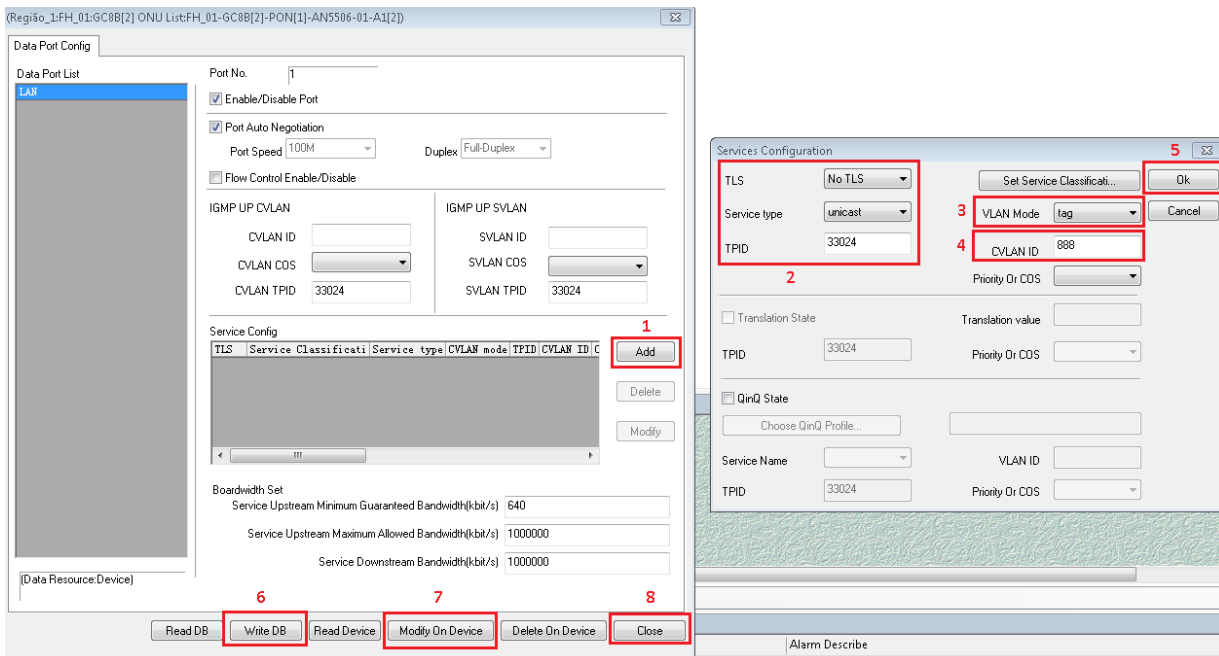 (Região_1:FH_01:GC8B[2] ONU List:FH_01-GC8B[2]-PON[1]-AN5506-01-A1[2])
Data Port Config
Data Port List
LAN
Port No. 1
Enable/Disable Port
Port Auto Negotiation
Port Speed 100M Duplex Full-Duplex
Flow Control Enable/Disable
IGMP UP CVLAN IGMP UP SVLAN
CVLAN ID SVLAN ID
CVLAN COS SVLAN COS
CVLAN TPID 33024 SVLAN TPID 33024
Service Config
1
TLS Service Classificati Service type CVLAN mode TPID CVLAN ID C
Add
Delete
Modify
Boardwidth Set
Service Upstream Minimum Guaranteed Bandwidth(kbit/s) 640
Service Upstream Maximum Allowed Bandwidth(kbit/s) 1000000
Service Downstream Bandwidth(kbit/s) 1000000
(Data Resource:Device)
6 7 8
Read DB Write DB Read Device Modify On Device Delete On Device Close
Services Configuration 5
TLS No TLS Set Service Classificati... Ok
Service type unicast 3 VLAN Mode tag Cancel
TPID 33024 4 CVLAN ID 888
2 Priority Or COS
Translation State Translation value
TPID 33024 Priority Or COS
QinQ State
Choose QinQ Profile...
Service Name VLAN ID
TPID 33024 Priority Or COS
Alarm Describe